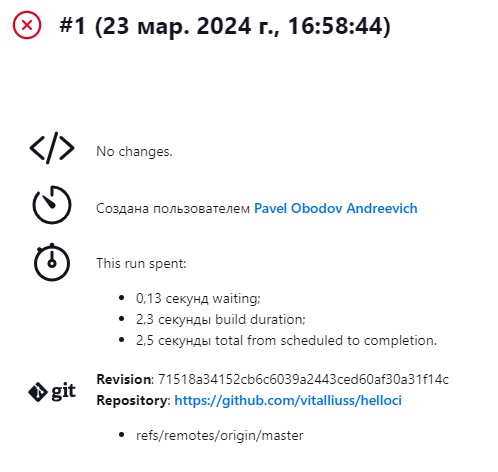 #1 (23 мар. 2024 г., 16:58:44)
No changes.
Создана пользователем Pavel Obodov Andreevich
This run spent:
0,13 секунд waiting;
2,3 секунды build duration;
2,5 секунды total from scheduled to completion.
git
Revision: 71518a34152cb6c6039a2443ced60af30a31f14c
Repository: https://github.com/vitalliuss/helloci
refs/remotes/origin/master